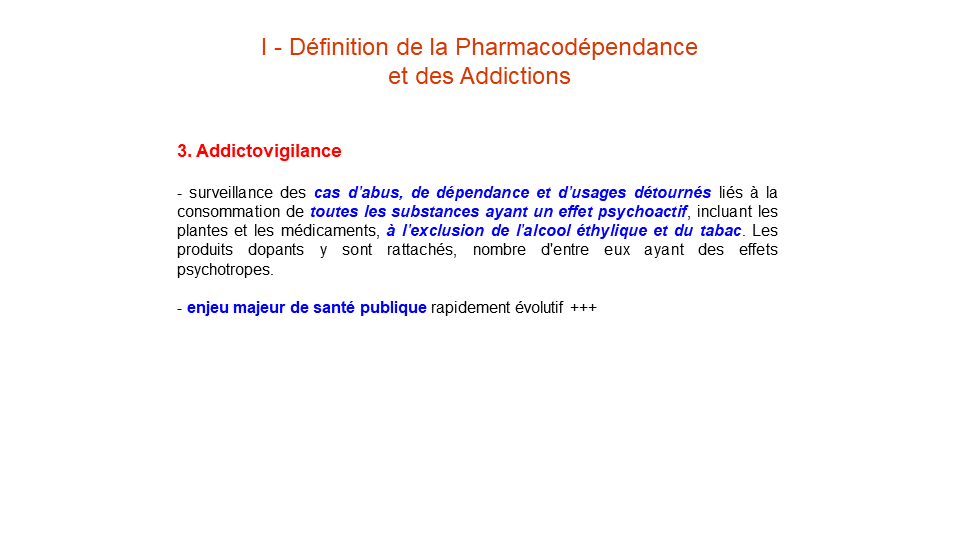 I - Définition de la Pharmacodépendance
et des Addictions
3. Addictovigilance
- surveillance des cas d'abus, de dépendance et d'usages détournés liés à la
consommation de toutes les substances ayant un effet psychoactif, incluant les
plantes et les médicaments, à l'exclusion de l'alcool éthylique et du tabac. Les
produits dopants y sont rattachés, nombre d'entre eux ayant des effets
psychotropes.
- enjeu majeur de santé publique rapidement évolutif +++